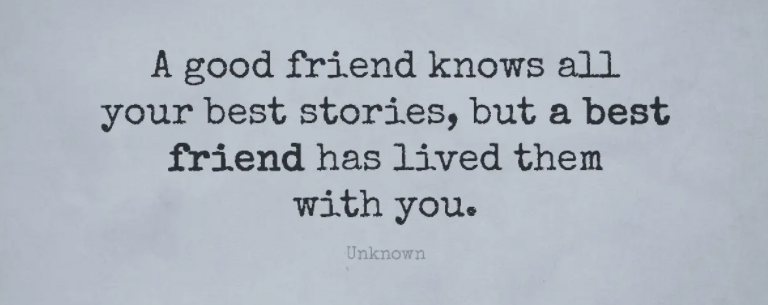 A good friend knows all
your best stories, but a best
friend has lived them
with you.
Unknown